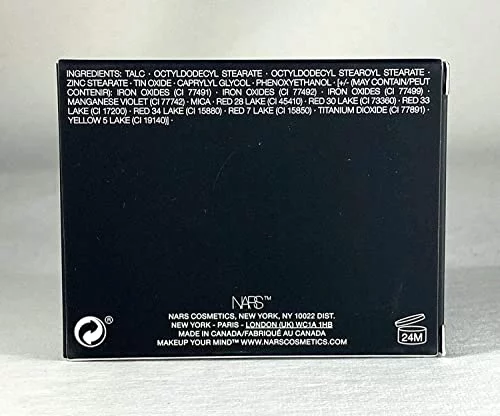 INGREDIENTS: TALC · OCTYLDODECYL STEARATE · OCTYLDODECYL STEAROYL STEARATE ·
ZINC STEARATE · TIN OXIDE · CAPRYLYL GLYCOL · PHENOXYETHANOL · [+/- (MAY CONTAIN/PEUT
CONTENIR): IRON OXIDES (CI 77491) · IRON OXIDES (CI 77492) · IRON OXIDES (CI 77499) ·
MANGANESE VIOLET (CI 77742) · MICA · RED 28 LAKE (CI 45410) · RED 30 LAKE (CI 73360) · RED 33
LAKE (CI 17200) · RED 34 LAKE (CI 15880) · RED 7 LAKE (CI 15850) · TITANIUM DIOXIDE (CI 77891) ·
YELLOW 5 LAKE (CI 19140)] ·
NARS™
NARS COSMETICS, NEW YORK, NY 10022 DIST.
NEW YORK - PARIS - LONDON (UK) WC1A 1HB
MADE IN CANADA/FABRIQUÉ AU CANADA
MAKEUP YOUR MIND™ WWW.NARSCOSMETICS.COM
24M